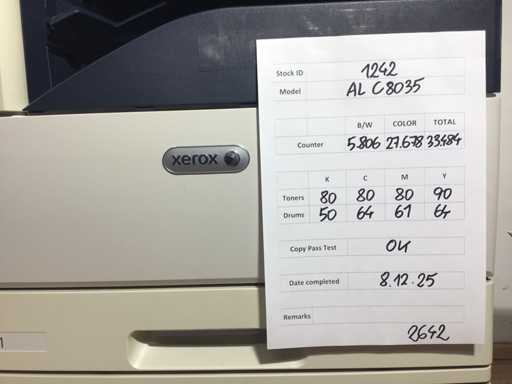 xerox
Stock ID 1242
Model AL C8035
B/W COLOR TOTAL
Counter 5.806 27.678 33.484
K C M Y
Toners 80 80 80 90
Drums 50 64 61 64
Copy Pass Test OK
Date completed 8.12.25
Remarks
2642
1